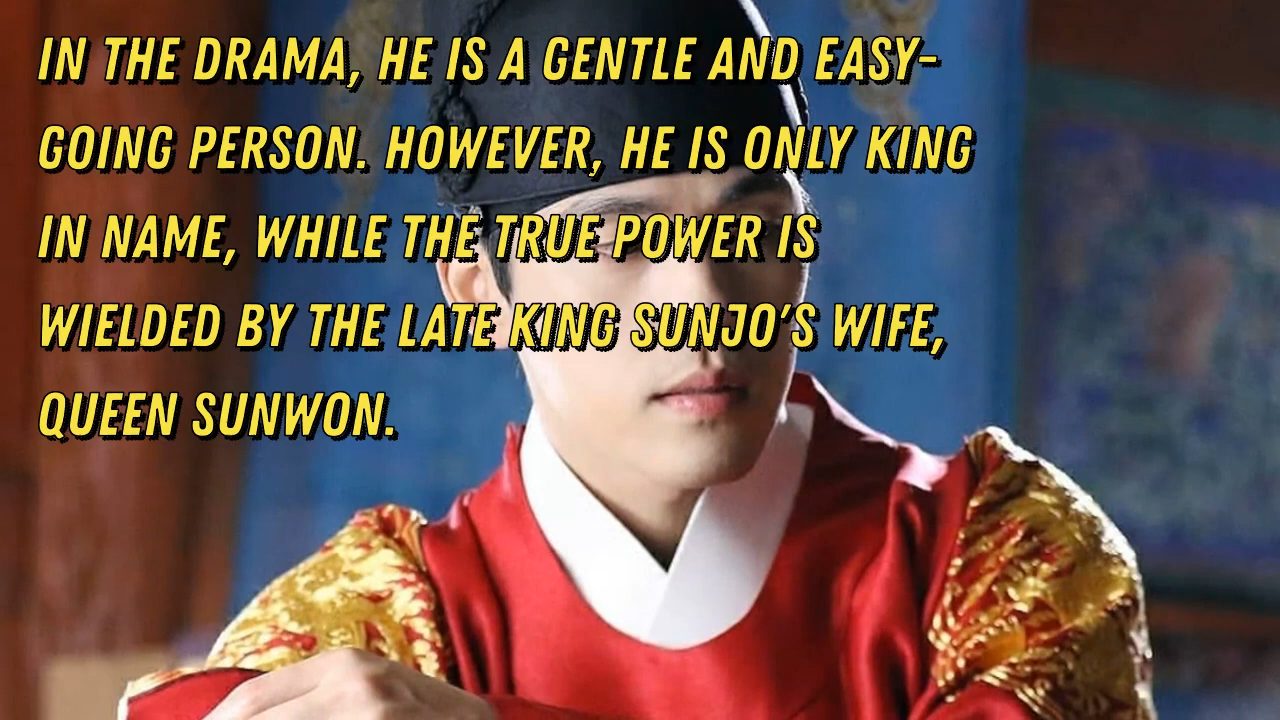 IN THE DRAMA, HE IS A GENTLE AND EASY-
GOING PERSON. HOWEVER, HE IS ONLY KING
IN NAME, WHILE THE TRUE POWER IS
WIELDED BY THE LATE KING SUNJO'S WIFE,
QUEEN SUNWON.